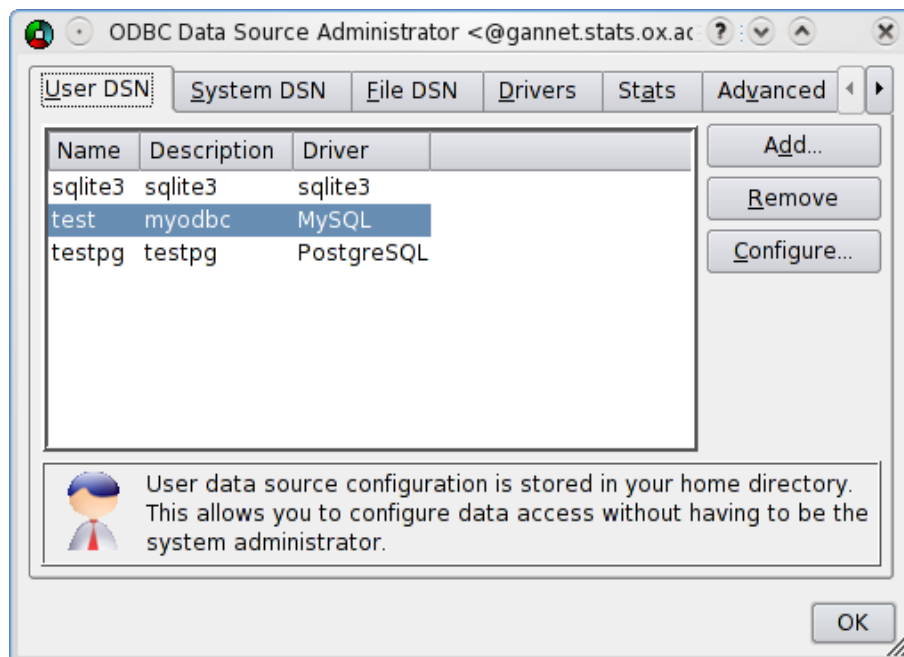 ODBC Data Source Administrator <@gannet.stats.ox.ac
User DSN System DSN File DSN Drivers Stats Advanced
Name Description Driver
sqlite3 sqlite3 sqlite3
test myodbc MySQL
testpg testpg PostgreSQL
Add...
Remove
Configure...
User data source configuration is stored in your home directory.
This allows you to configure data access without having to be the
system administrator.
OK